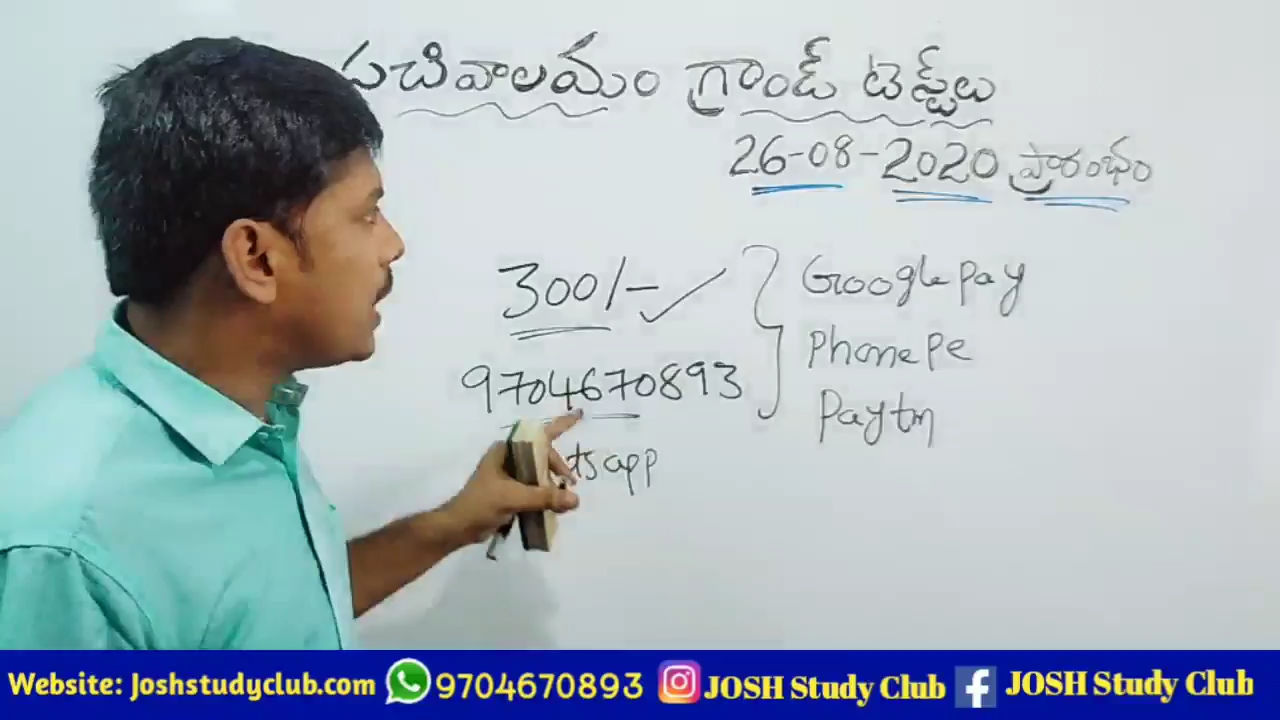 సచివాలయం గ్రాండ్ టెస్ట్‌లు
26-08-2020 ప్రారంభం
300/-
Google pay
9704670893
Phone Pe
Paytm
Website: Joshstudyclub.com 9704670893 JOSH Study Club JOSH Study Club